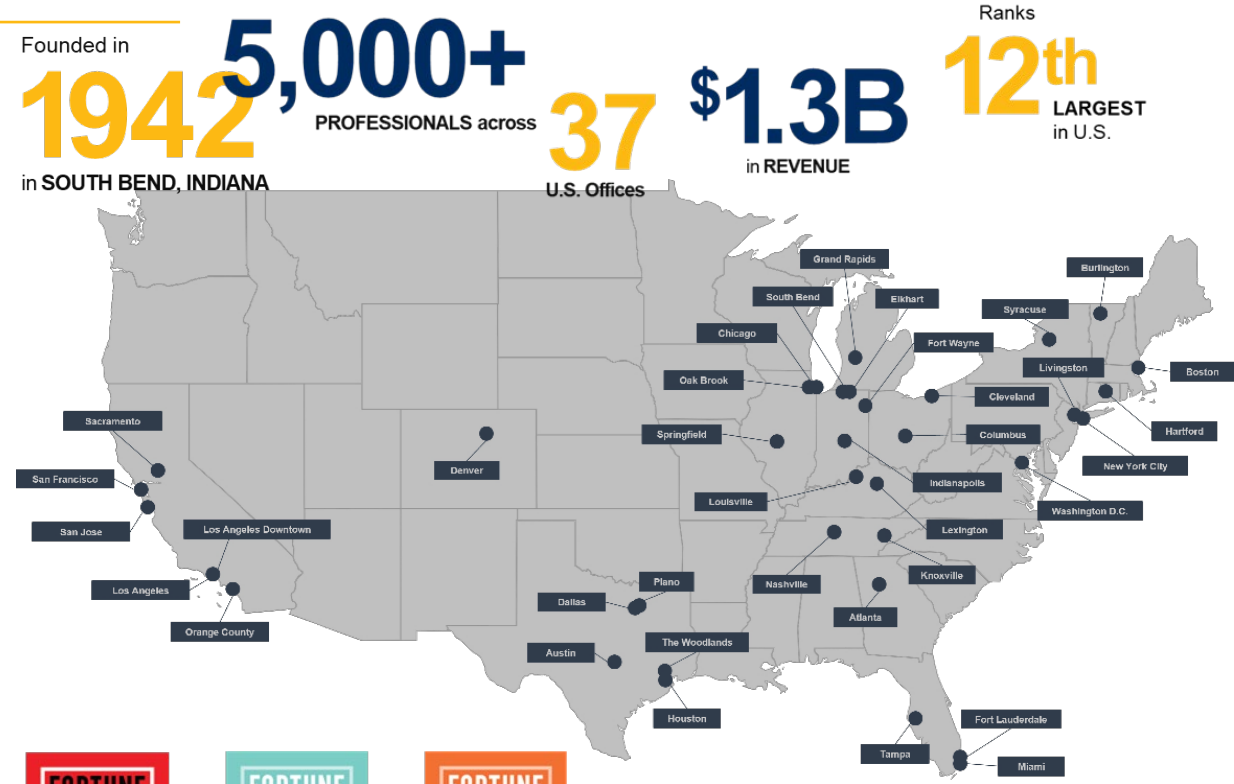 Founded in
1942
in SOUTH BEND, INDIANA
5,000+
PROFESSIONALS across
37
U.S. Offices
$1.3B
in REVENUE
Ranks
12th
LARGEST
in U.S.
Grand Rapids
Burlington
South Bend
Elkhart
Syracuse
Chicago
Fort Wayne
Livingston
Boston
Oak Brook
Cleveland
Sacramento
Springfield
Columbus
Hartford
Denver
New York City
San Francisco
Indianapolis
Louisville
Washington D.C.
San Jose
Los Angeles Downtown
Lexington
Plano
Nashville
Knoxville
Los Angeles
Dallas
Atlanta
Orange County
The Woodlands
Austin
Houston
Fort Lauderdale
Tampa
Miami
FORTUNE
FORTUNE
FORTUNE